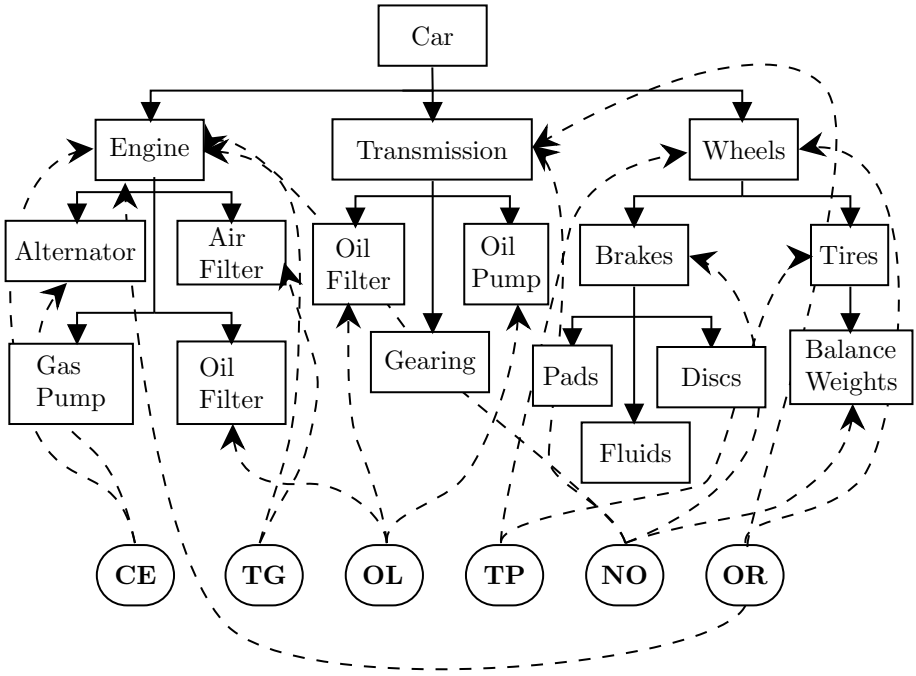 Car
Engine
Transmission
Wheels
Alternator
Air
Filter
Oil
Filter
Oil
Pump
Brakes
Tires
Gas
Pump
Oil
Filter
Gearing
Pads
Discs
Balance
Weights
Fluids
CE
TG
OL
TP
NO
OR